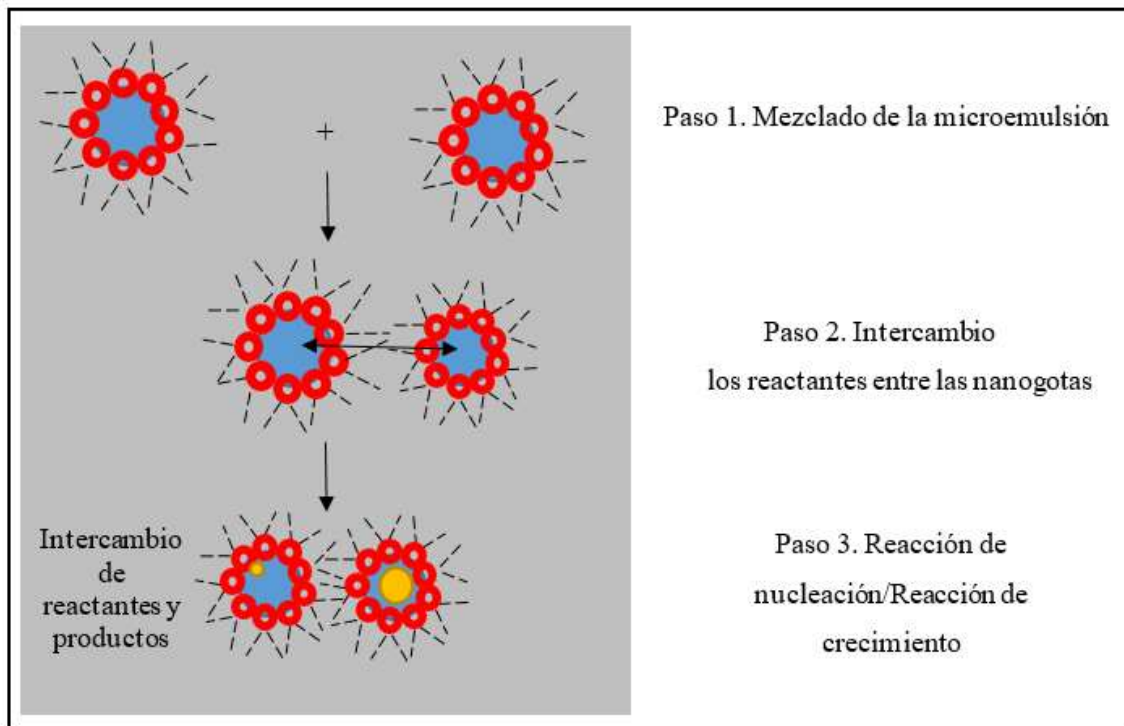 +
Paso 1. Mezclado de la microemulsión
Paso 2. Intercambio
los reactantes entre las nanogotas
Intercambio
de
reactantes y
productos
Paso 3. Reacción de
nucleación/Reacción de
crecimiento